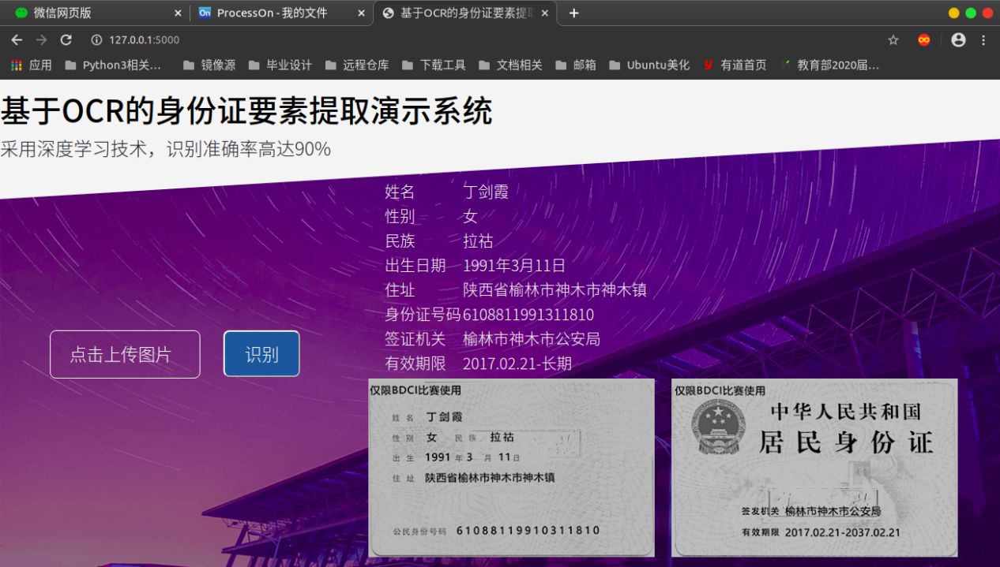 微信网页版
ProcessOn - 我的文件
基于OCR的身份证要素提取
127.0.0.1:5000
应用 Python3相关… 镜像源 毕业设计 远程仓库 下载工具 文档相关 邮箱 Ubuntu美化 有道首页 教育部2020届…
基于OCR的身份证要素提取演示系统
采用深度学习技术，识别准确率高达90%
姓名 丁剑霞
性别 女
民族 拉祜
出生日期 1991年3月11日
住址 陕西省榆林市神木市神木镇
身份证号码 6108811991311810
签证机关 榆林市神木市公安局
有效期限 2017.02.21-长期
点击上传图片
识别
仅限BDCI比赛使用
姓名 丁剑霞
性别 女 民族 拉祜
出生 1991 年 3 月 11 日
住址 陕西省榆林市神木市神木镇
公民身份号码 61088119910311810
仅限BDCI比赛使用
中华人民共和国
居民身份证
签发机关 榆林市神木市公安局
有效期限 2017.02.21-2037.02.21